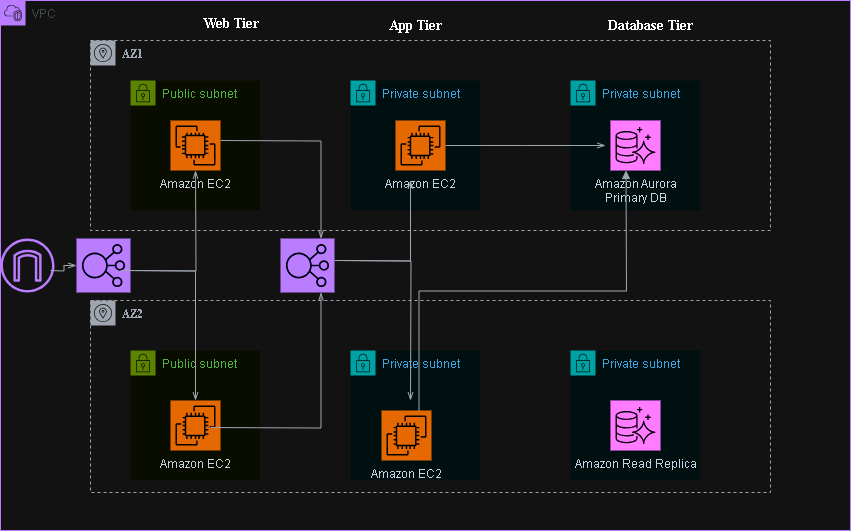 VPC
Web Tier
App Tier
Database Tier
AZ1
Public subnet
Private subnet
Private subnet
Amazon EC2
Amazon EC2
Amazon Aurora
Primary DB
AZ2
Public subnet
Private subnet
Private subnet
Amazon EC2
Amazon EC2
Amazon Read Replica